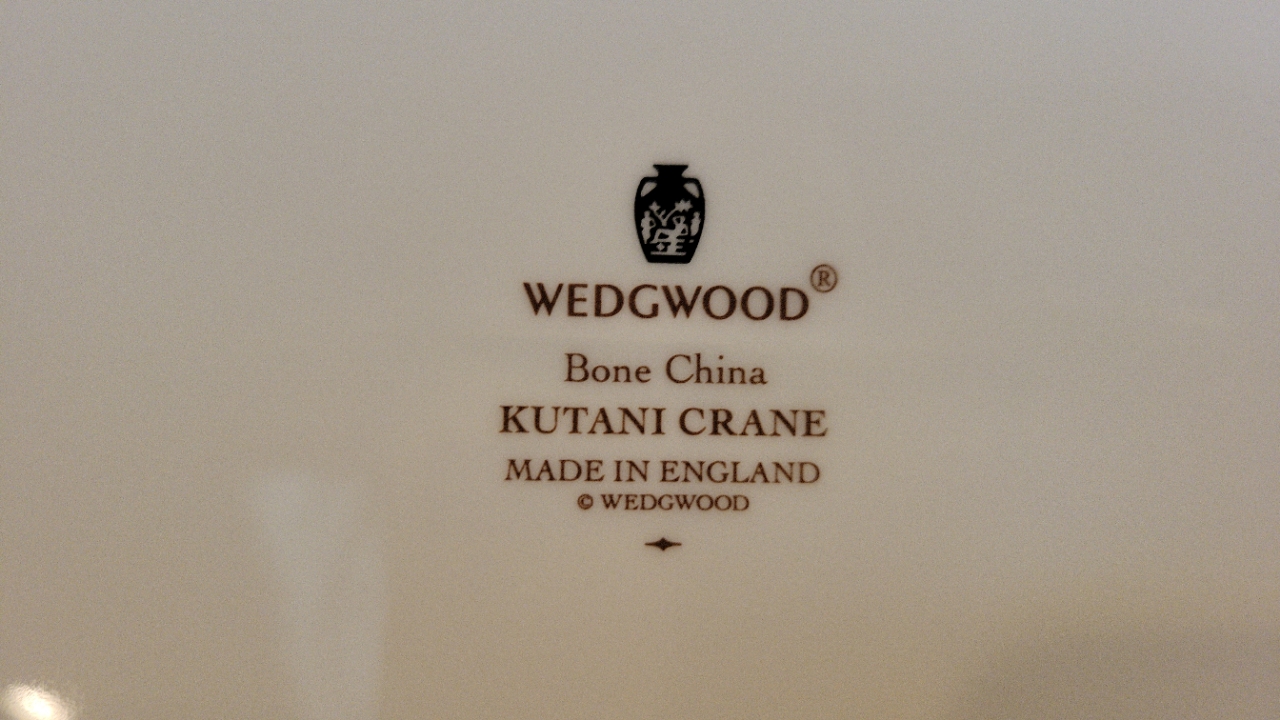 WEDGWOOD®
Bone China
KUTANI CRANE
MADE IN ENGLAND
© WEDGWOOD